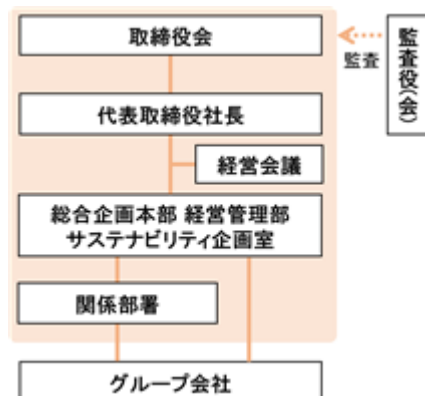 取締役会
監査
監査役(会)
代表取締役社長
経営会議
総合企画本部 経営管理部
サステナビリティ企画室
関係部署
グループ会社